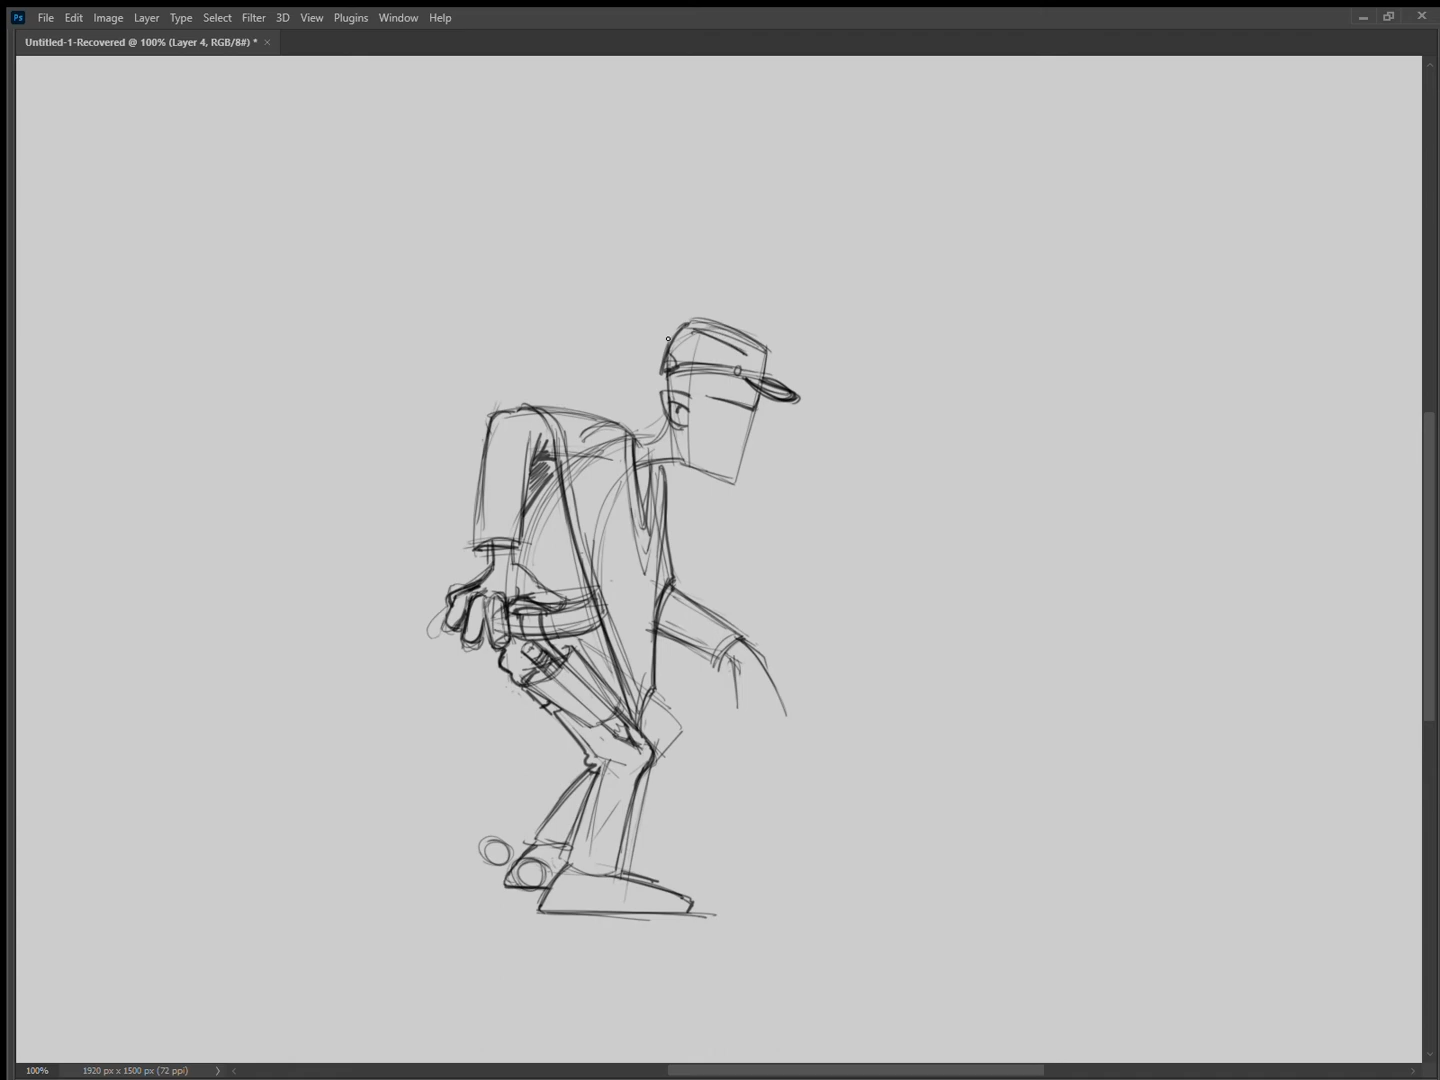 Ps File Edit Image Layer Type Select Filter 3D View Plugins Window Help
Untitled-1-Recovered @ 100% (Layer 4, RGB/8#) *
100% 1920 px x 1500 px (72 ppi)